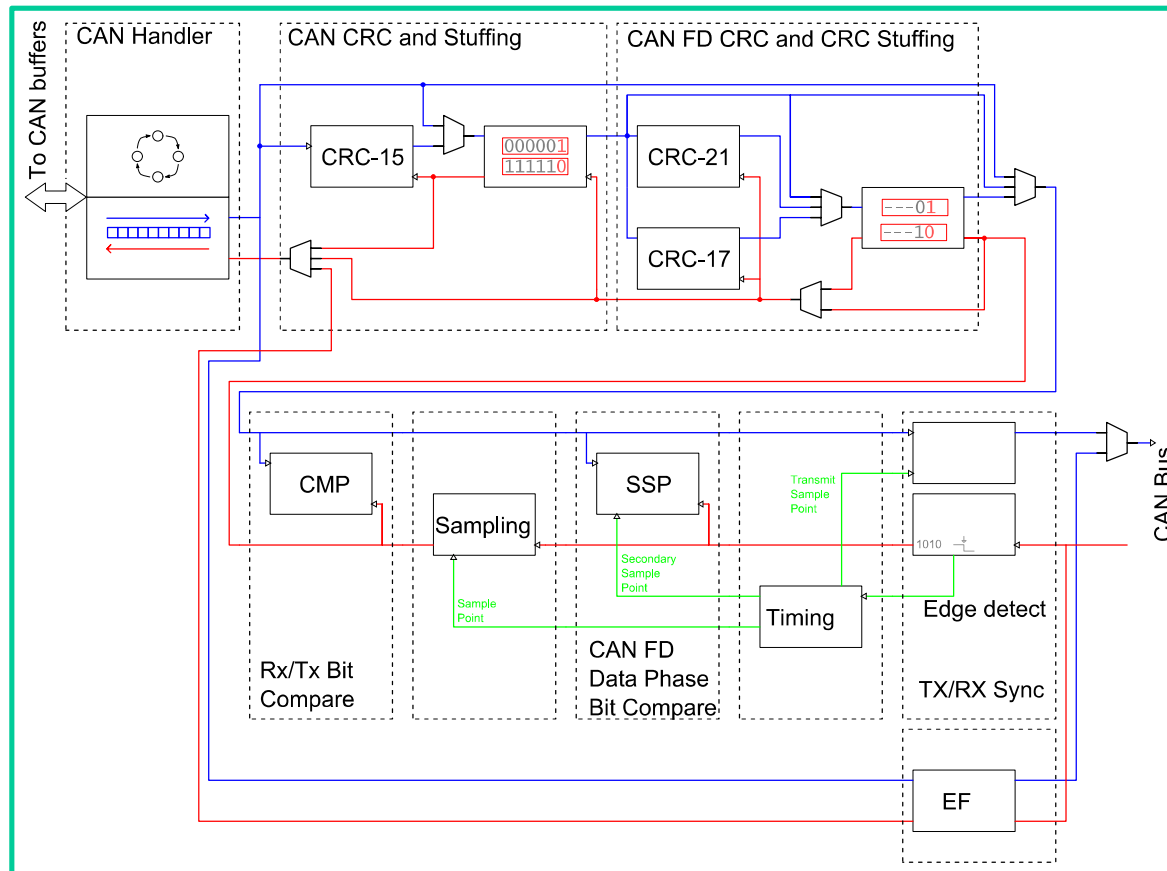 To CAN buffers
CAN Handler
CAN CRC and Stuffing
CRC-15
000001
111110
CAN FD CRC and CRC Stuffing
CRC-21
CRC-17
---01
---10
CMP
Rx/Tx Bit
Compare
Sampling
Sample
Point
SSP
Secondary
Sample
Point
CAN FD
Data Phase
Bit Compare
Transmit
Sample
Point
Timing
1010
Edge detect
TX/RX Sync
EF
CAN Bus